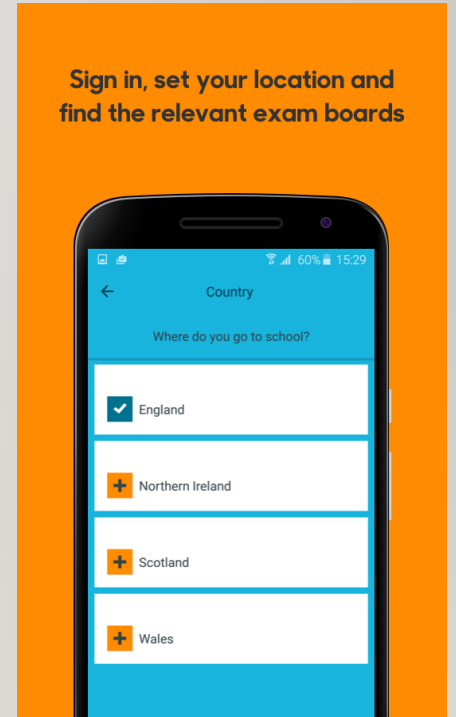 Sign in, set your location and
find the relevant exam boards
60% 15:29
Country
Where do you go to school?
England
Northern Ireland
Scotland
Wales